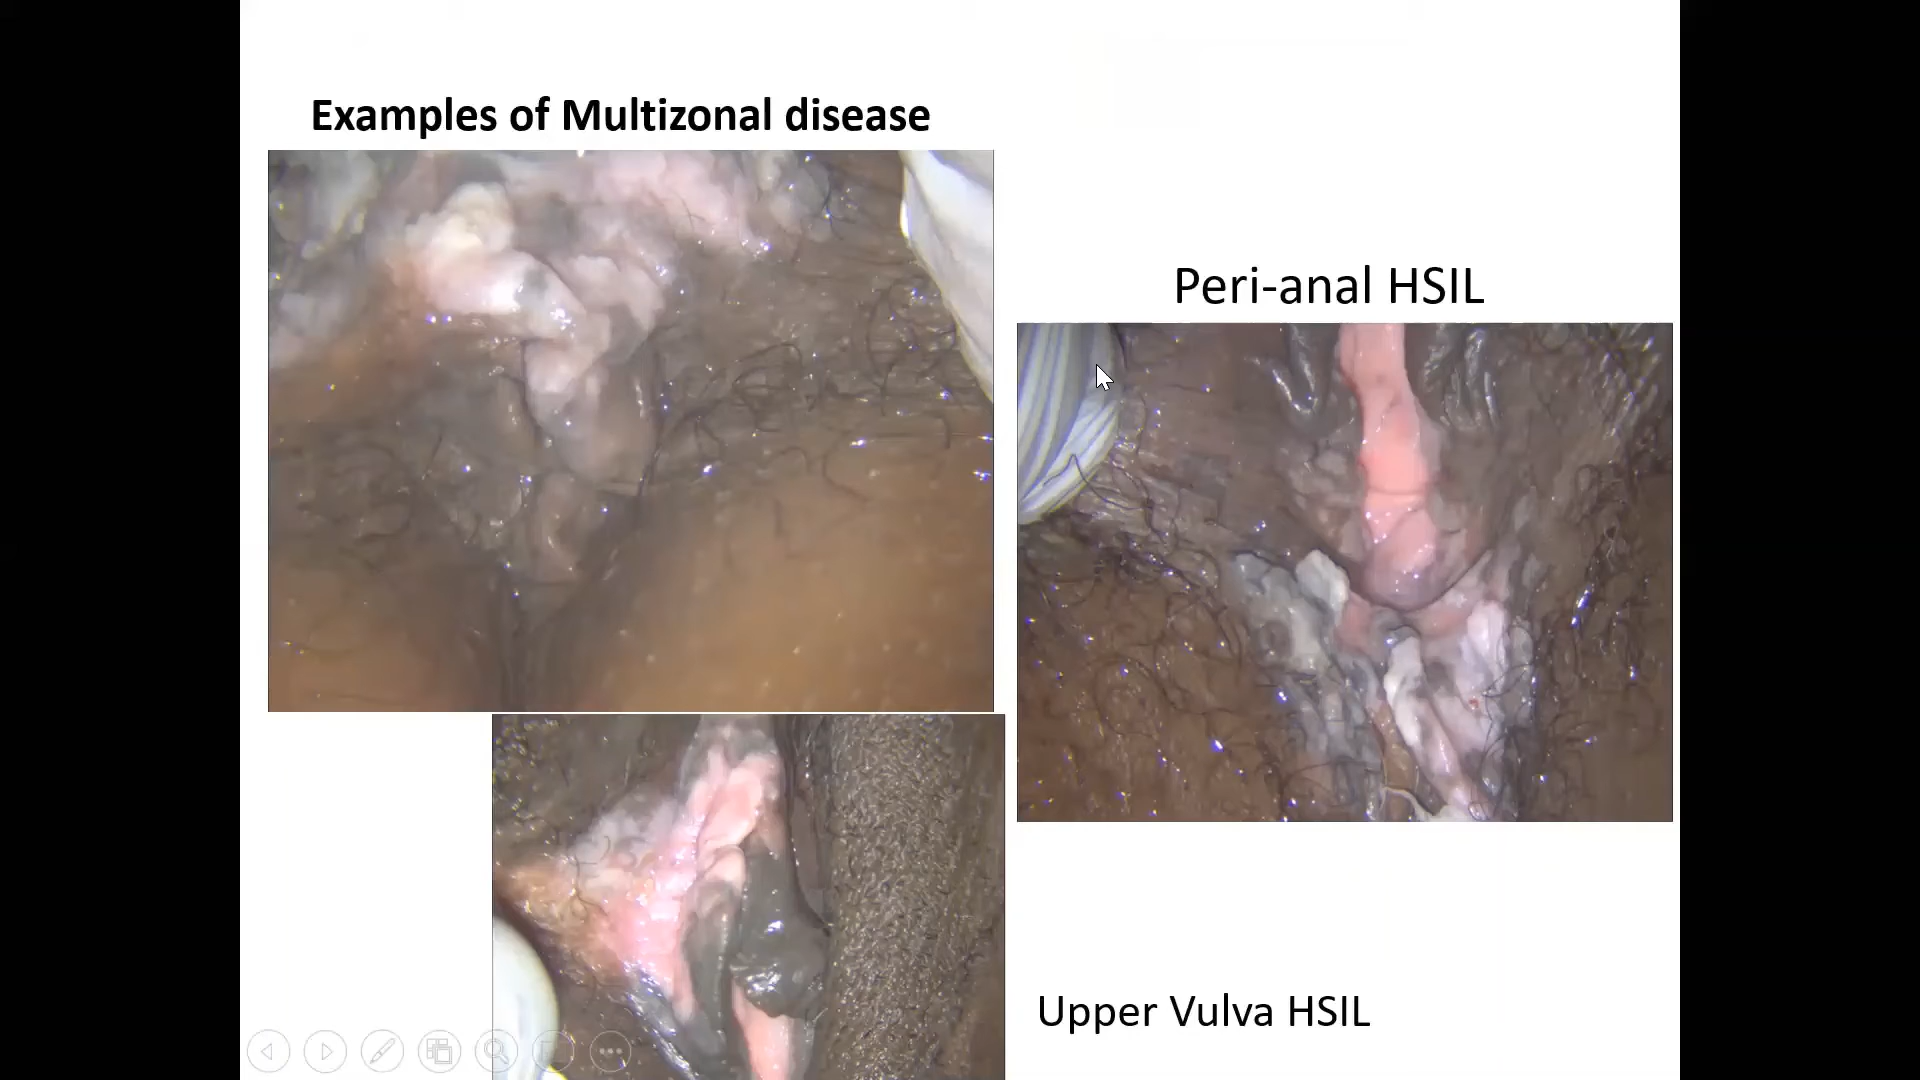 Examples of Multizonal disease
Peri-anal HSIL
Upper Vulva HSIL